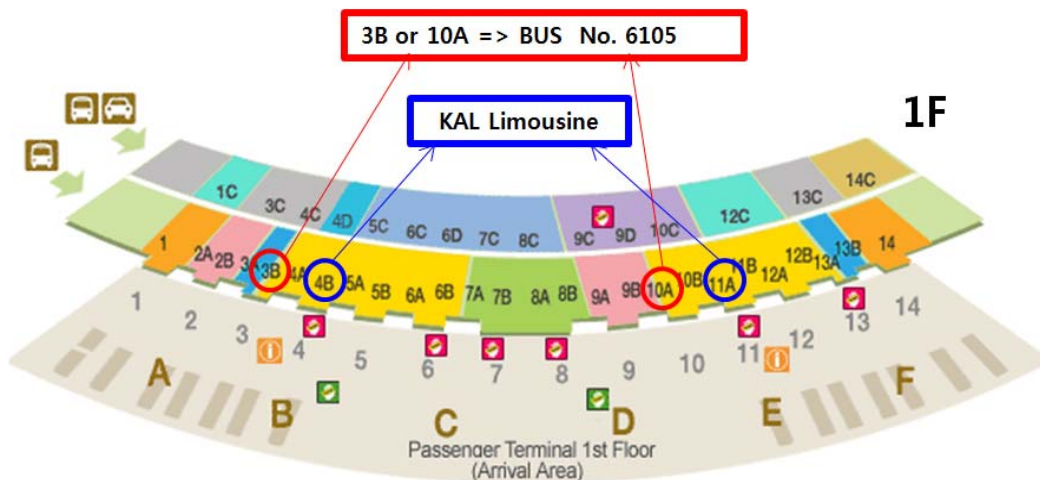 3B or 10A => BUS No. 6105
KAL Limousine
1F
1C
3C
4C
4D
5C
6C
6D
7C
8C
9C
9D
10C
12C
13C
14C
1
2A
2B
3A
3B
4A
4B
5A
5B
6A
6B
7A
7B
8A
8B
9A
9B
10A
10B
11A
11B
12A
12B
13A
13B
14
1
2
3
4
5
6
7
8
9
10
11
12
13
14
A
B
C
D
E
F
Passenger Terminal 1st Floor
(Arrival Area)